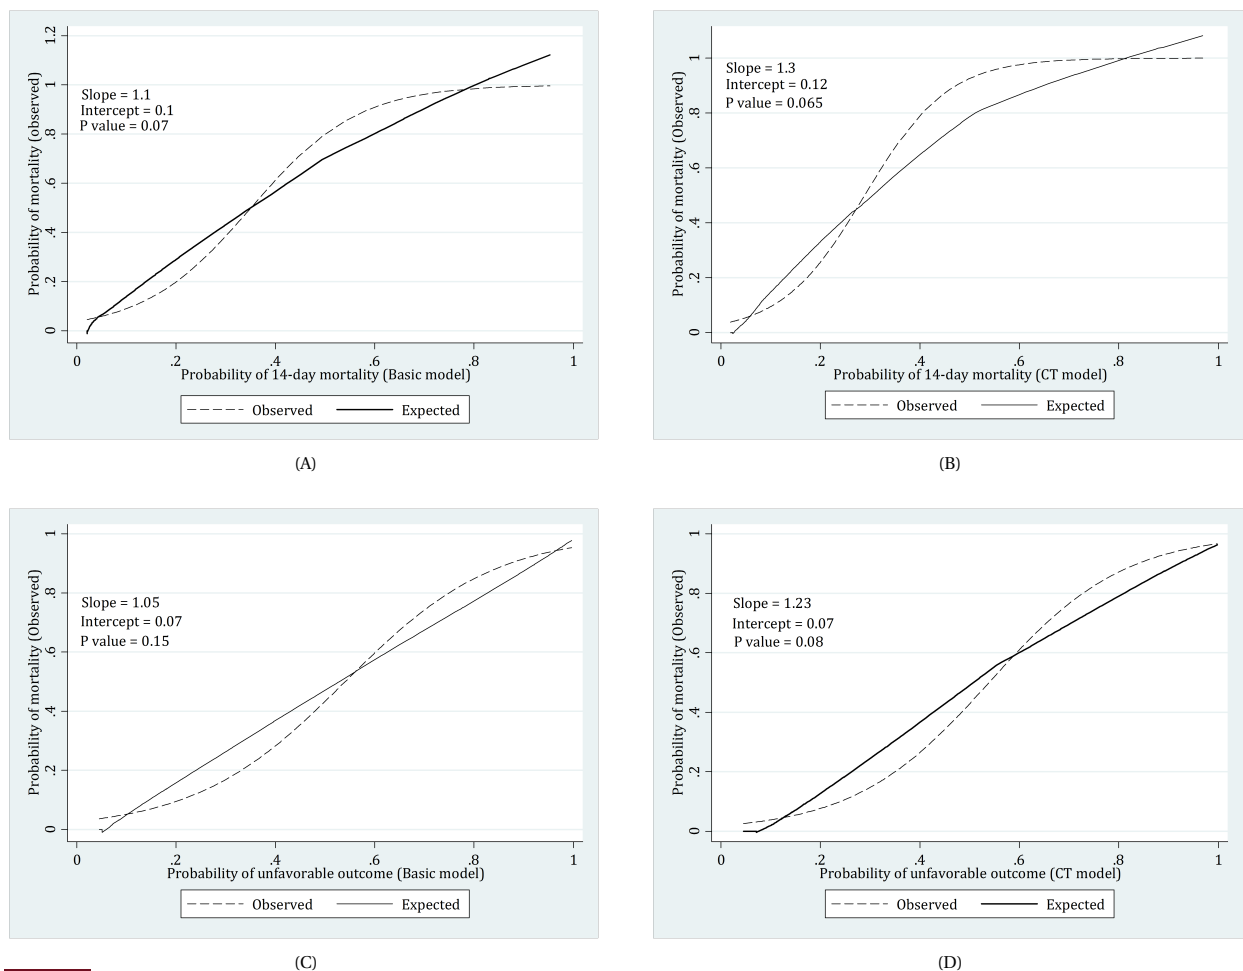 Probability of mortality (observed)
0 .2 .4 .6 .8 1 1.2
Slope = 1.1
Intercept = 0.1
P value = 0.07
0 .2 .4 .6 .8 1
Probability of 14-day mortality (Basic model)
Observed Expected
(A)
Probability of mortality (Observed)
0 .2 .4 .6 .8 1
Slope = 1.3
Intercept = 0.12
P value = 0.065
0 .2 .4 .6 .8 1
Probability of 14-day mortality (CT model)
Observed Expected
(B)
Probability of mortality (Observed)
0 .2 .4 .6 .8 1
Slope = 1.05
Intercept = 0.07
P value = 0.15
0 .2 .4 .6 .8 1
Probability of unfavorable outcome (Basic model)
Observed Expected
(C)
Probability of mortality (Observed)
0 .2 .4 .6 .8 1
Slope = 1.23
Intercept = 0.07
P value = 0.08
0 .2 .4 .6 .8 1
Probability of unfavorable outcome (CT model)
Observed Expected
(D)